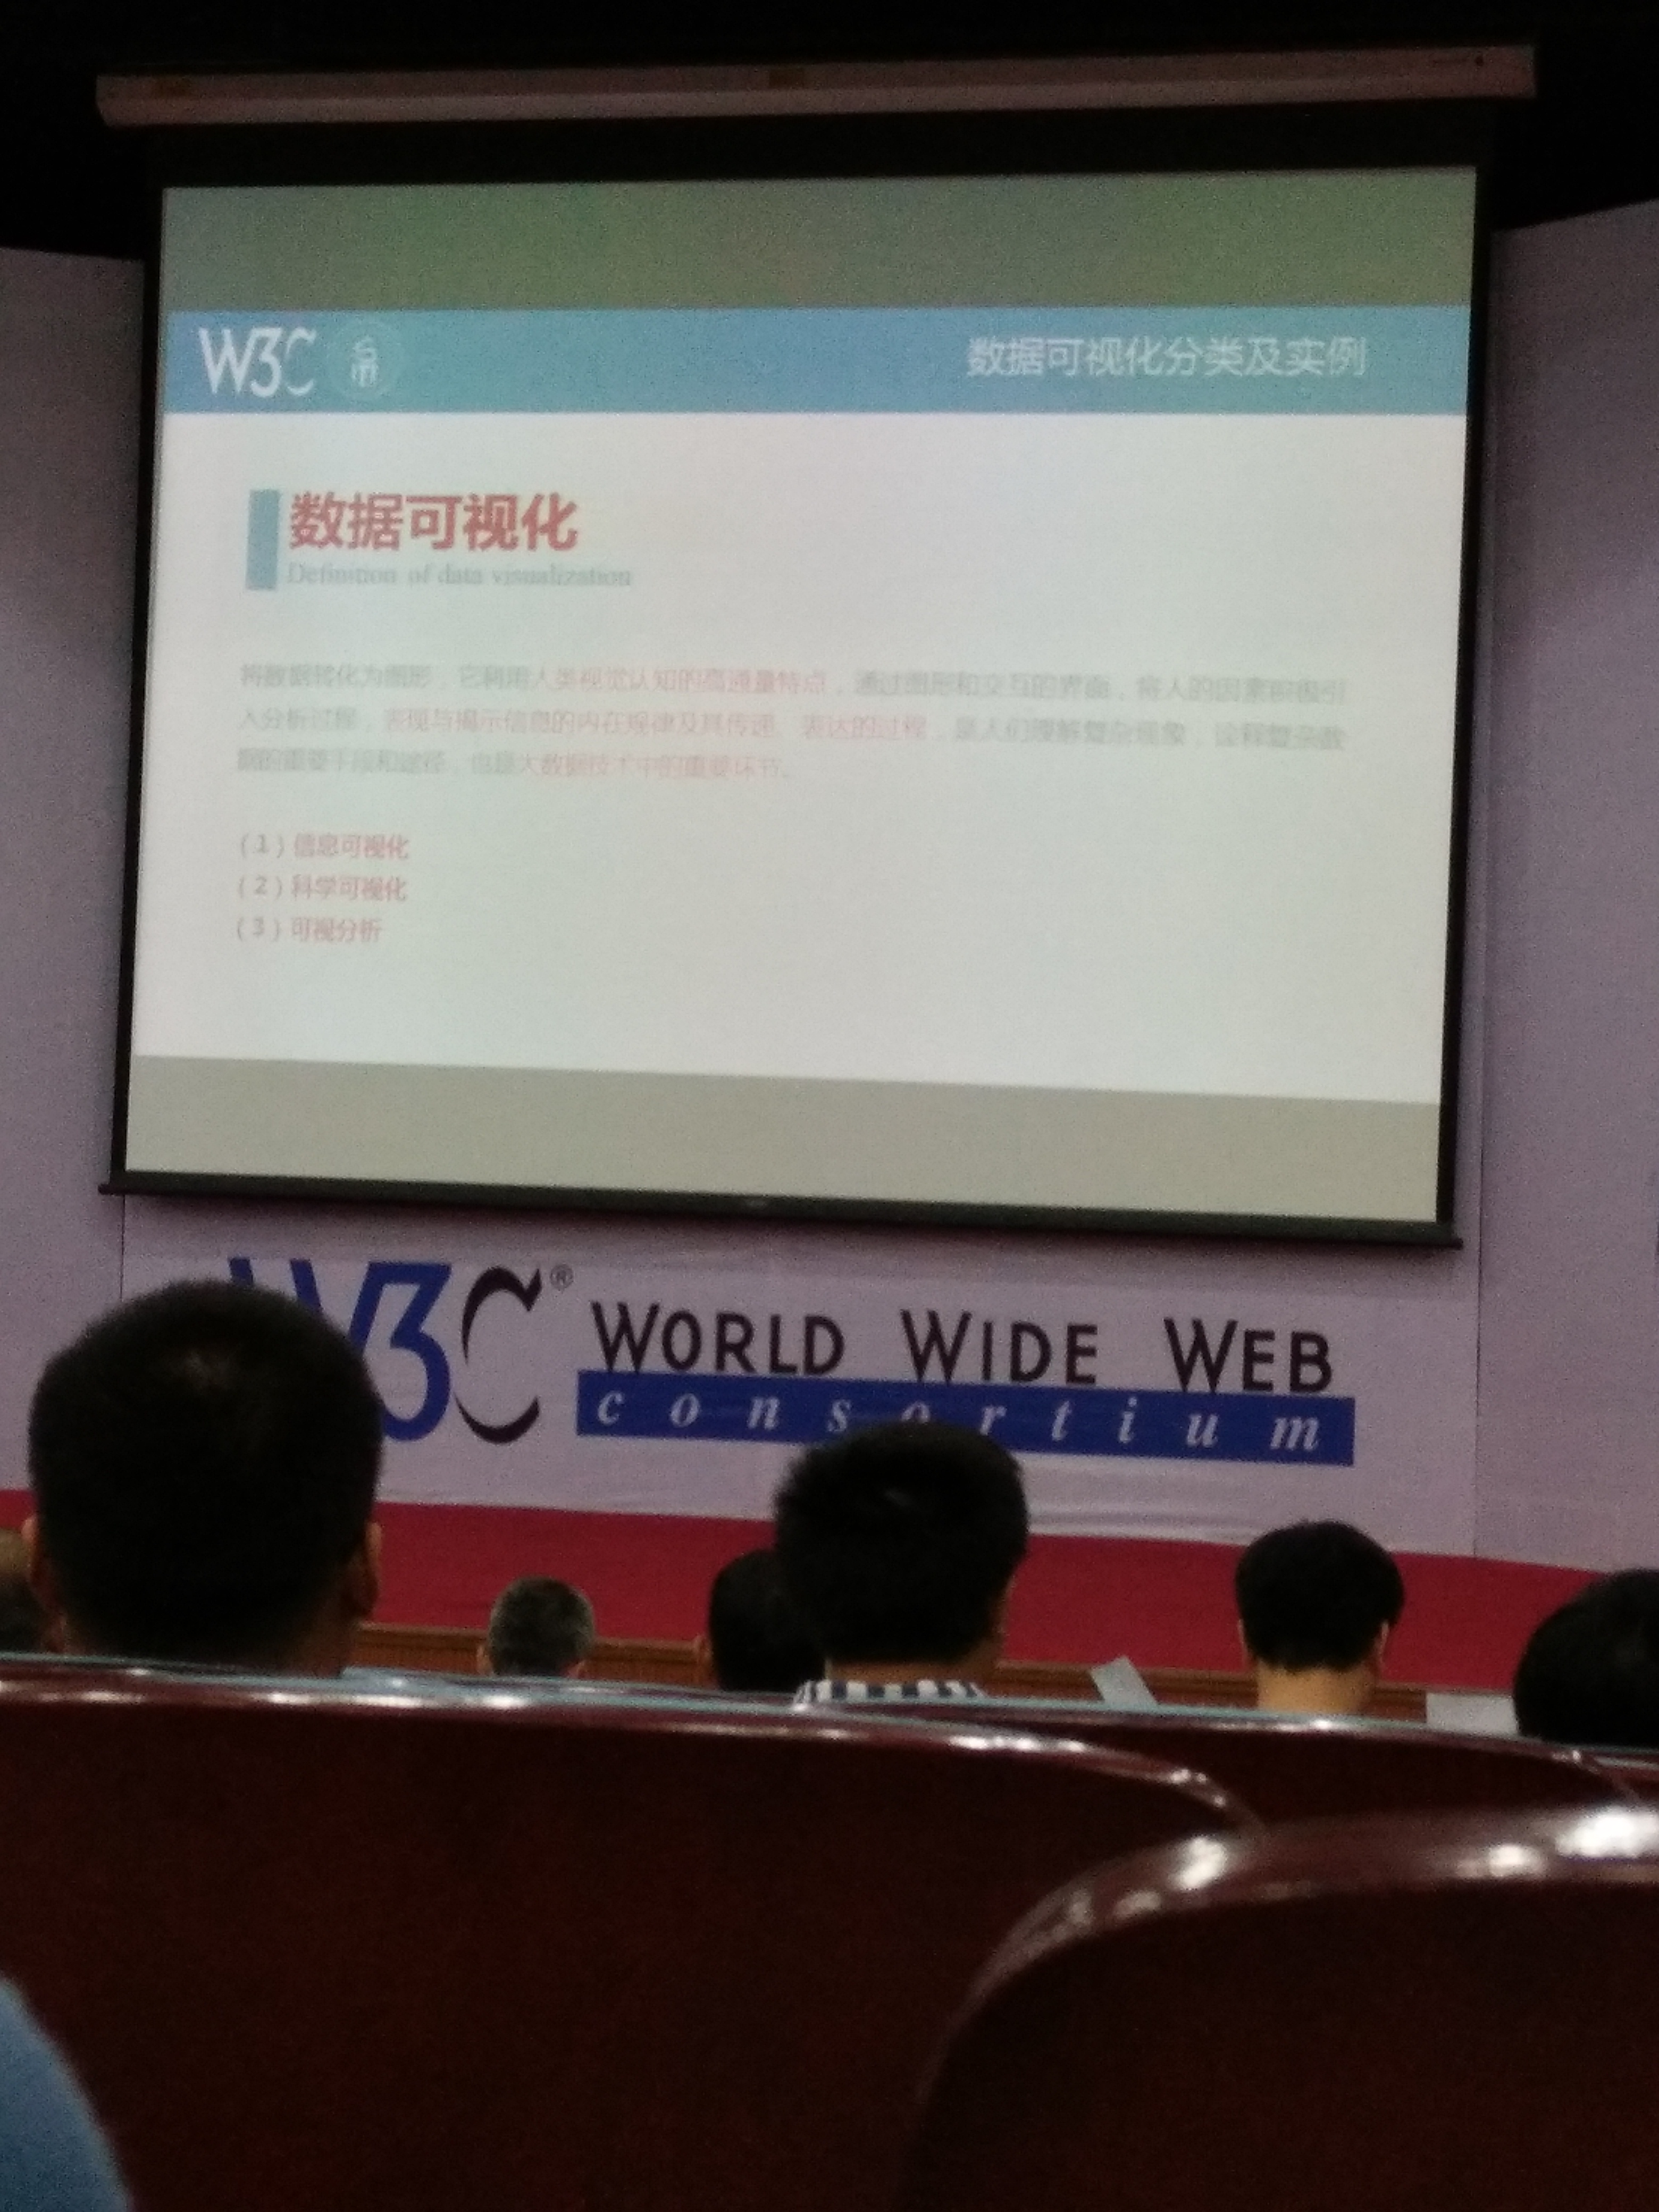 W3C
数据可视化分类及实例
数据可视化
Definition of data visualization
将数据转化为图形，它利用人类视觉认知的高通量特点，通过图形和交互的界面，将人的因素积极引
入分析过程，表现与揭示信息的内在规律及其传递、表达的过程，是人们理解复杂现象，诠释复杂数
据的重要手段和途径，也是大数据技术中的重要环节。
(1)信息可视化
(2)科学可视化
(3)可视分析
W3C®
WORLD WIDE WEB
consortium